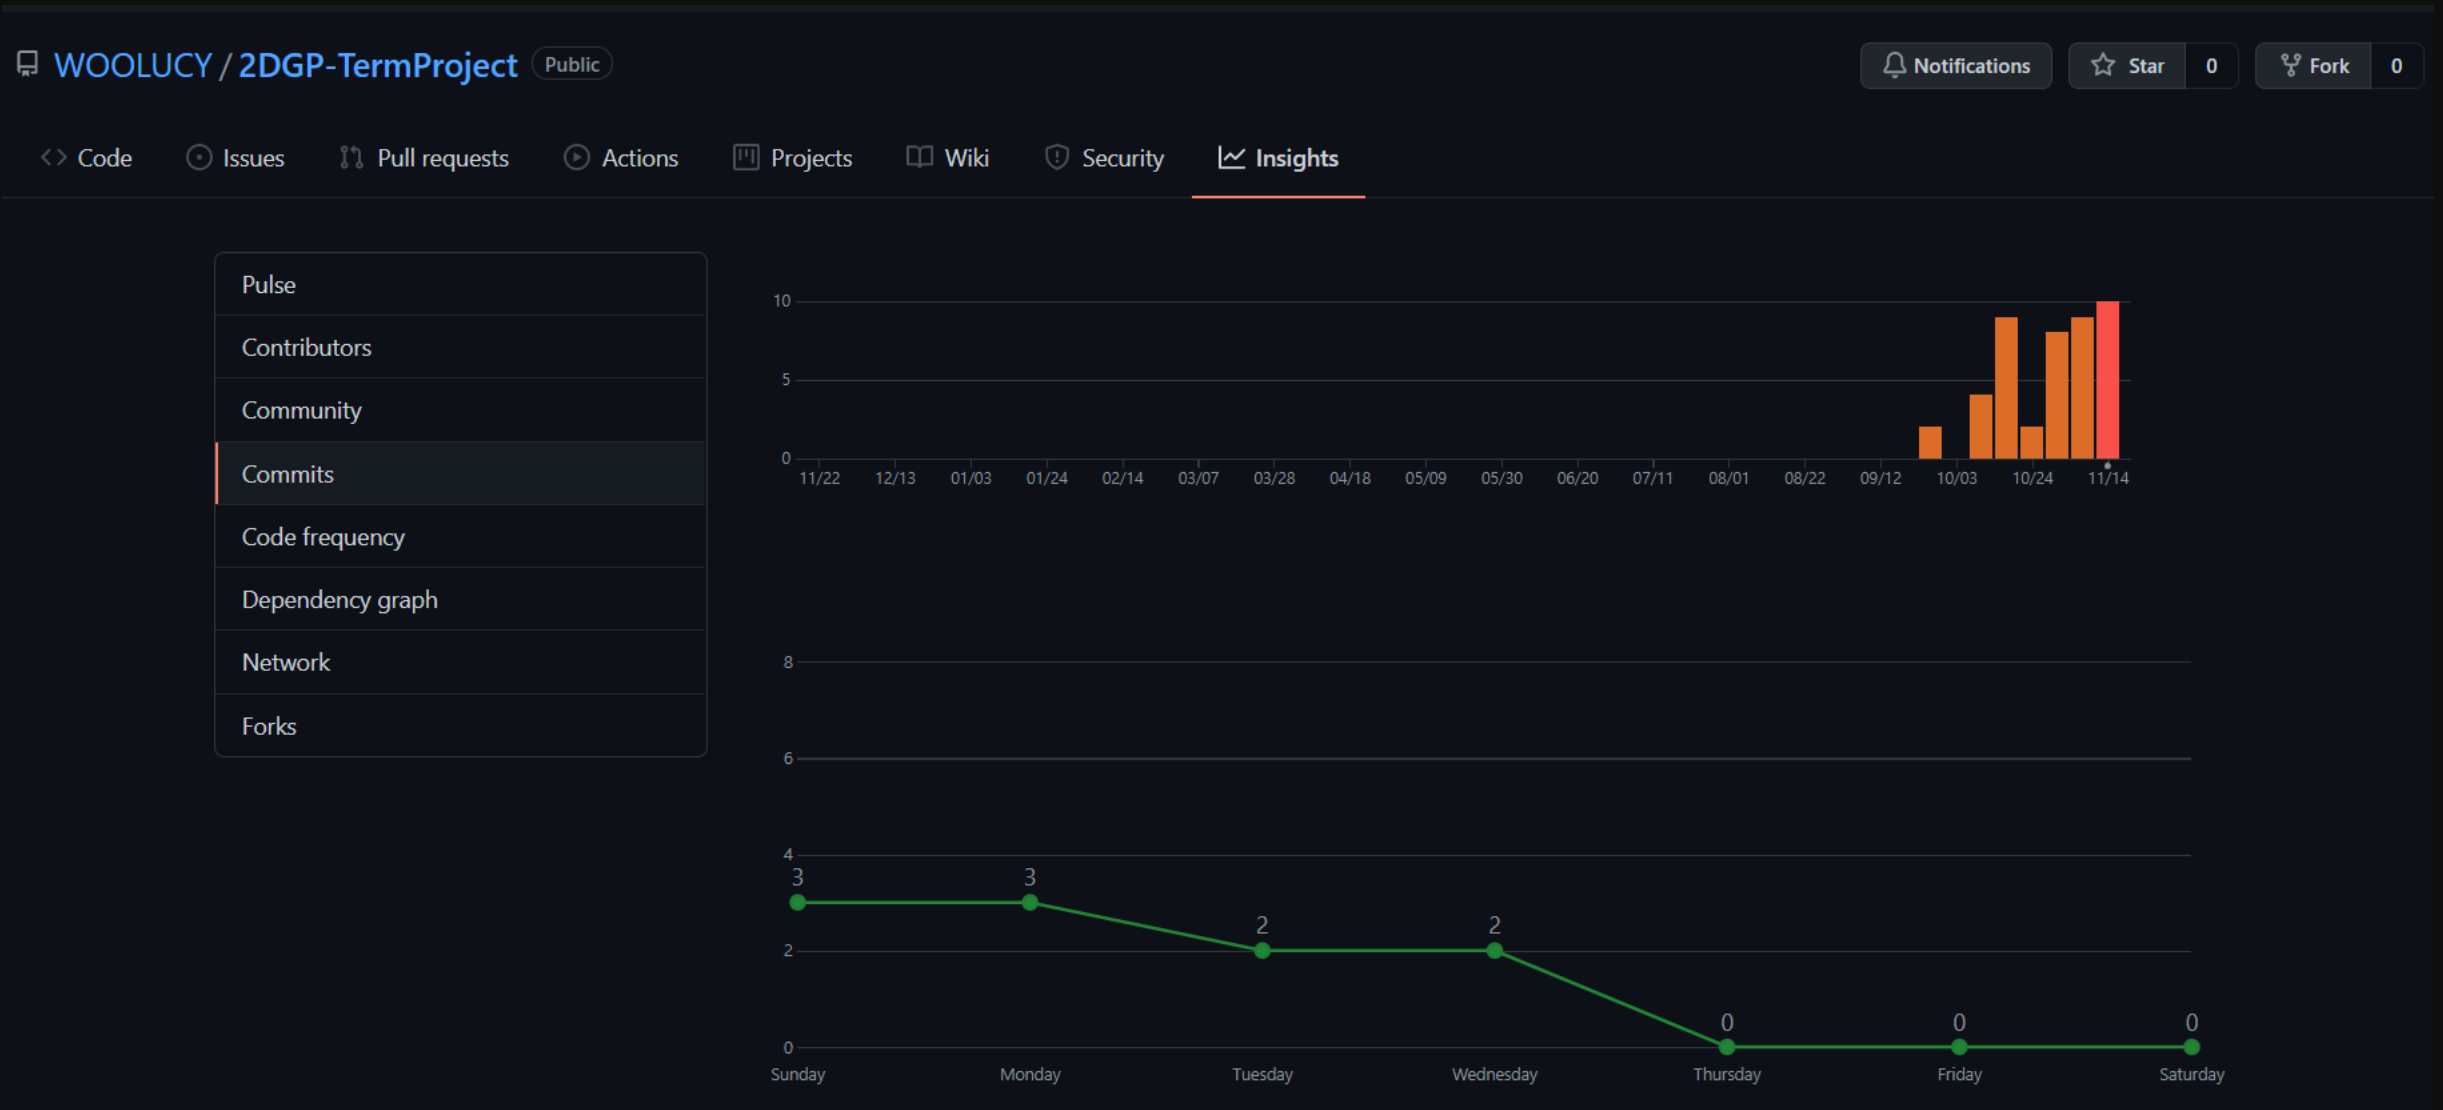 WOOLUCY / 2DGP-TermProject Public
Notifications Star 0 Fork 0
Code Issues Pull requests Actions Projects Wiki Security Insights
Pulse
Contributors
Community
Commits
Code frequency
Dependency graph
Network
Forks
10
5
0
11/22 12/13 01/03 01/24 02/14 03/07 03/28 04/18 05/09 05/30 06/20 07/11 08/01 08/22 09/12 10/03 10/24 11/14
8
6
4
3 3
2 2
2
0 0 0
0
Sunday Monday Tuesday Wednesday Thursday Friday Saturday